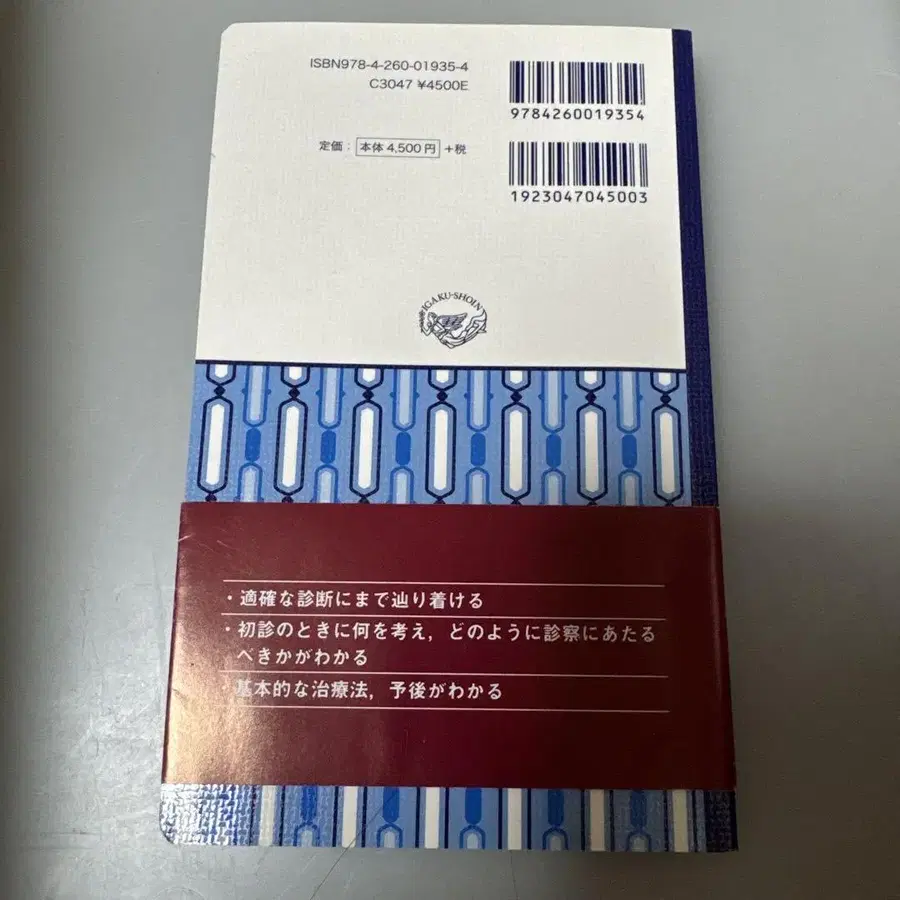 ISBN978-4-260-01935-4
C3047 ¥4500E
9784260019354
定価：本体 4,500 円 +税
1923047045003
IGAKU-SHOIN
・適確な診断にまで辿り着ける
・初診のときに何を考え，どのように診察にあたる
べきかがわかる
・基本的な治療法，予後がわかる